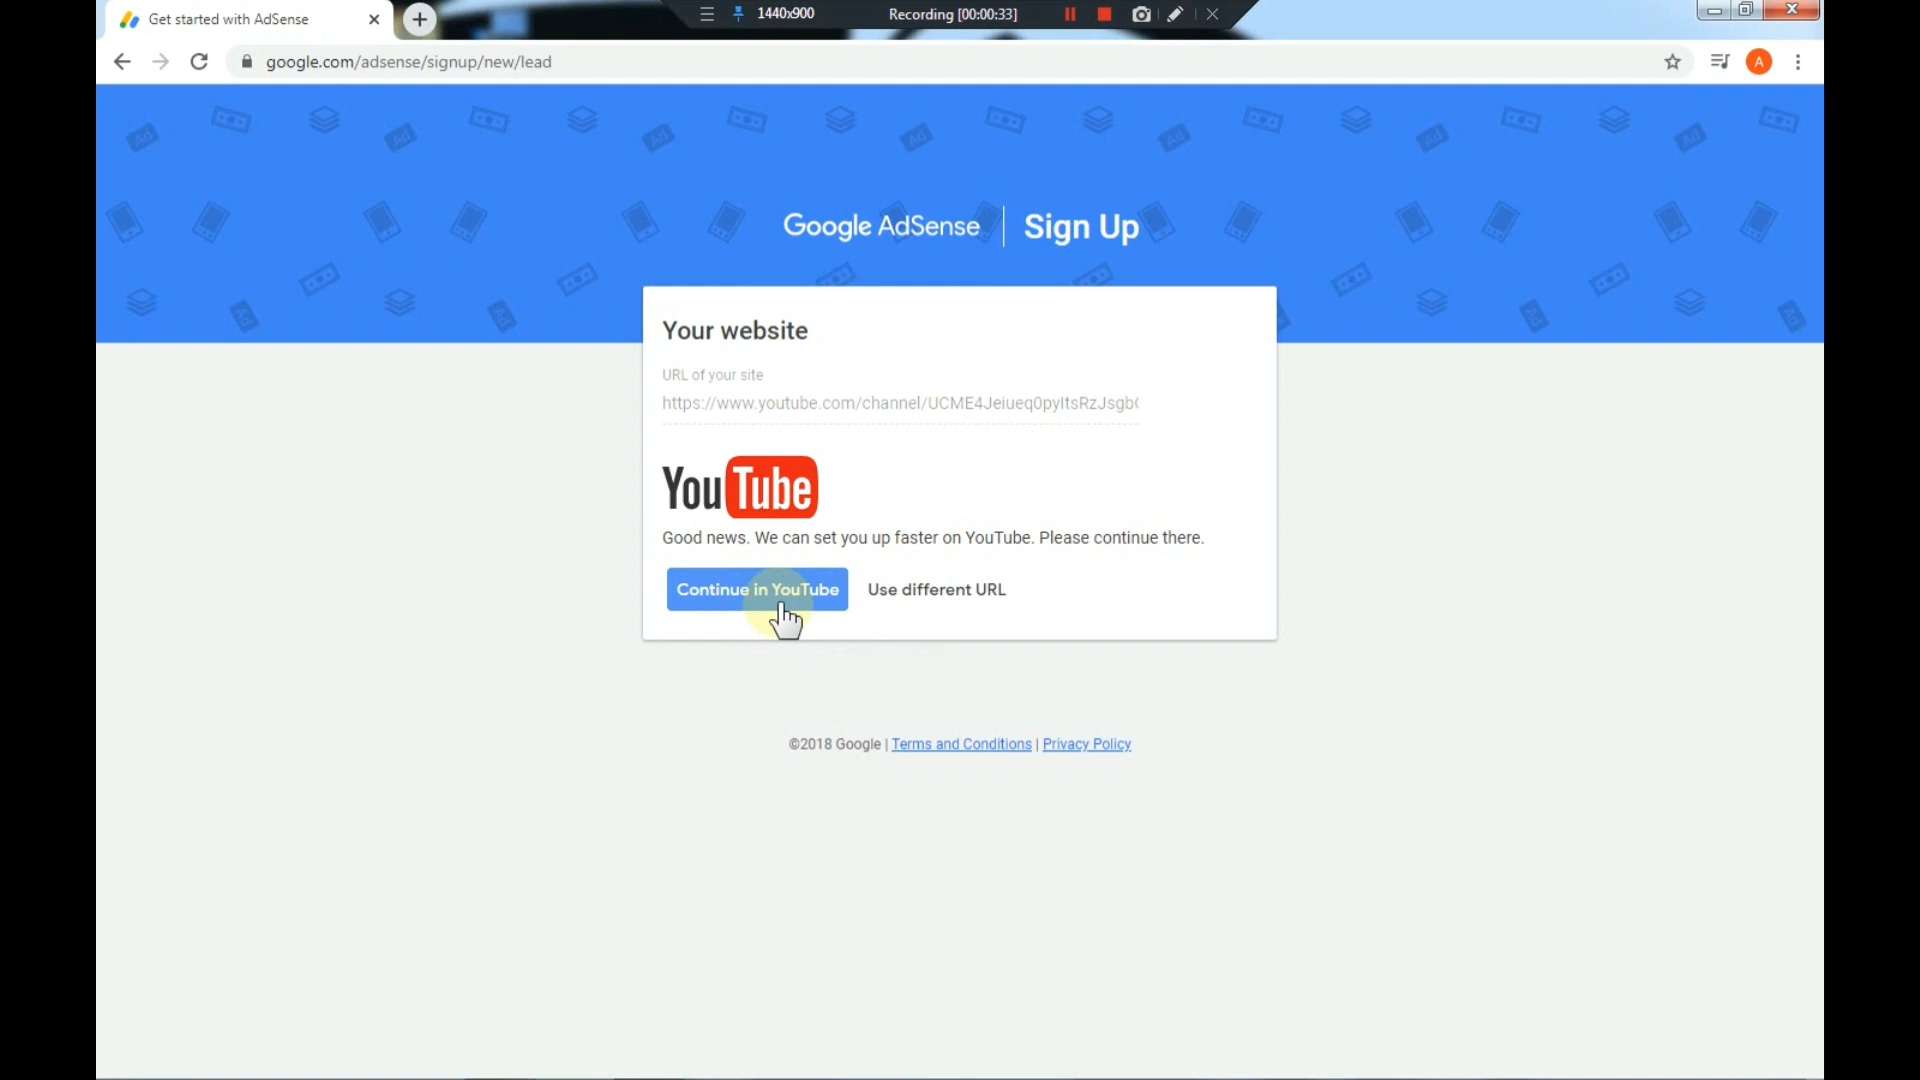 Get started with AdSense
1440x900
Recording [00:00:33]
google.com/adsense/signup/new/lead
A
Google AdSense | Sign Up
Your website
URL of your site
https://www.youtube.com/channel/UCME4Jeiueq0pyItsRzJsgb
YouTube
Good news. We can set you up faster on YouTube. Please continue there.
Continue in YouTube
Use different URL
©2018 Google | Terms and Conditions | Privacy Policy